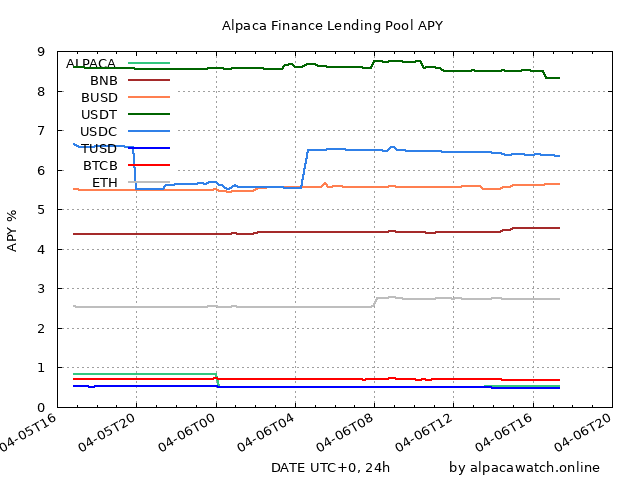 Alpaca Finance Lending Pool APY
9
8
7
6
5
4
3
2
1
0
APY %
ALPACA
BNB
BUSD
USDT
USDC
TUSD
BTCB
ETH
04-05T16
04-05T20
04-06T00
04-06T04
04-06T08
04-06T12
04-06T16
04-06T20
DATE UTC+0, 24h
by alpacawatch.online